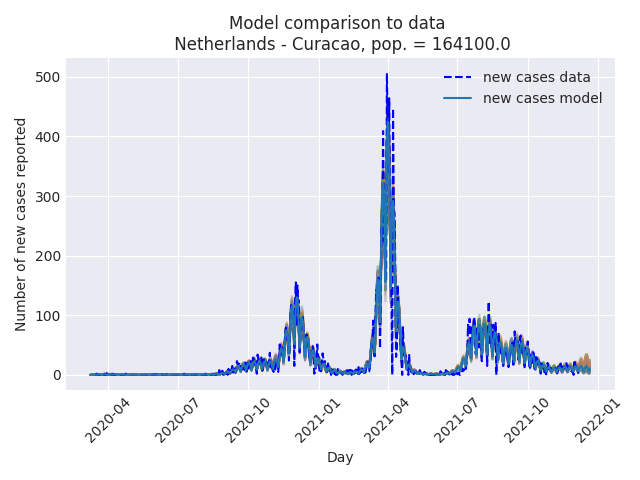 Model comparison to data
Netherlands - Curacao, pop. = 164100.0
new cases data
new cases model
Number of new cases reported
500
400
300
200
100
0
2020-04
2020-07
2020-10
2021-01
2021-04
2021-07
2021-10
2022-01
Day